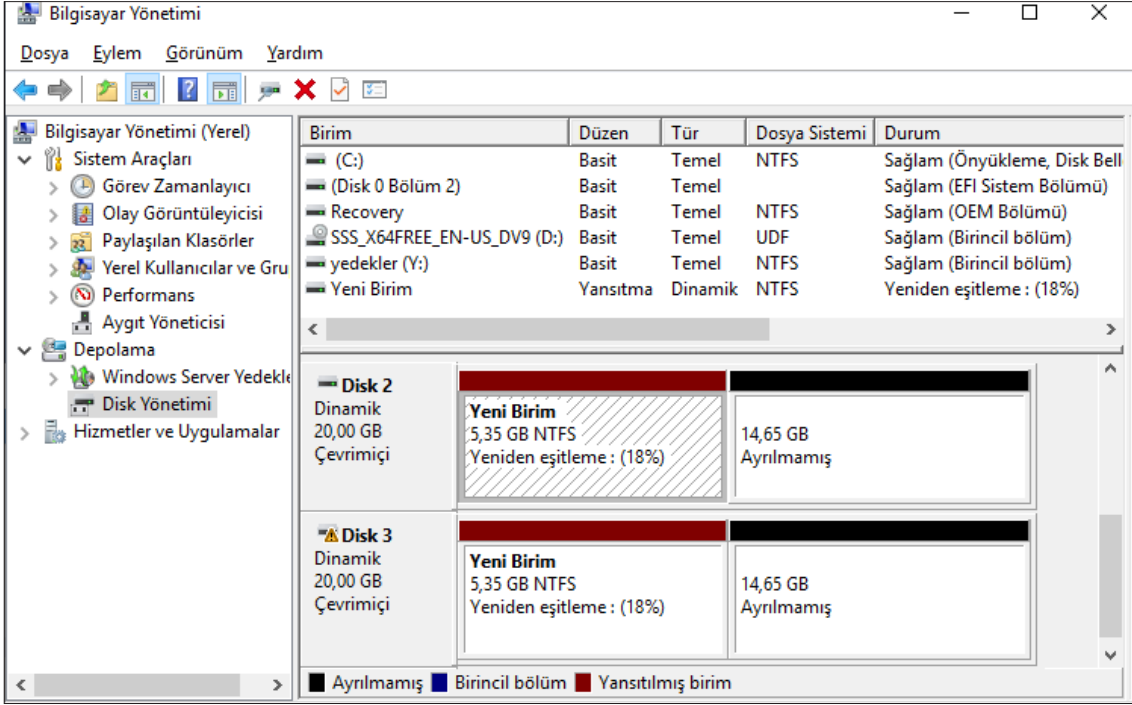 Bilgisayar Yönetimi
Dosya Eylem Görünüm Yardım
Bilgisayar Yönetimi (Yerel)
Sistem Araçları
Görev Zamanlayıcı
Olay Görüntüleyicisi
Paylaşılan Klasörler
Yerel Kullanıcılar ve Gru
Performans
Aygıt Yöneticisi
Depolama
Windows Server Yedekle
Disk Yönetimi
Hizmetler ve Uygulamalar
Birim Düzen Tür Dosya Sistemi Durum
(C:) Basit Temel NTFS Sağlam (Önyükleme, Disk Bell
(Disk 0 Bölüm 2) Basit Temel Sağlam (EFI Sistem Bölümü)
Recovery Basit Temel NTFS Sağlam (OEM Bölümü)
SSS_X64FREE_EN-US_DV9 (D:) Basit Temel UDF Sağlam (Birincil bölüm)
yedekler (Y:) Basit Temel NTFS Sağlam (Birincil bölüm)
Yeni Birim Yansıtma Dinamik NTFS Yeniden eşitleme : (18%)
Disk 2
Dinamik
20,00 GB
Çevrimiçi
Yeni Birim
5,35 GB NTFS
Yeniden eşitleme : (18%)
14,65 GB
Ayrılmamış
Disk 3
Dinamik
20,00 GB
Çevrimiçi
Yeni Birim
5,35 GB NTFS
Yeniden eşitleme : (18%)
14,65 GB
Ayrılmamış
Ayrılmamış Birincil bölüm Yansıtılmış birim